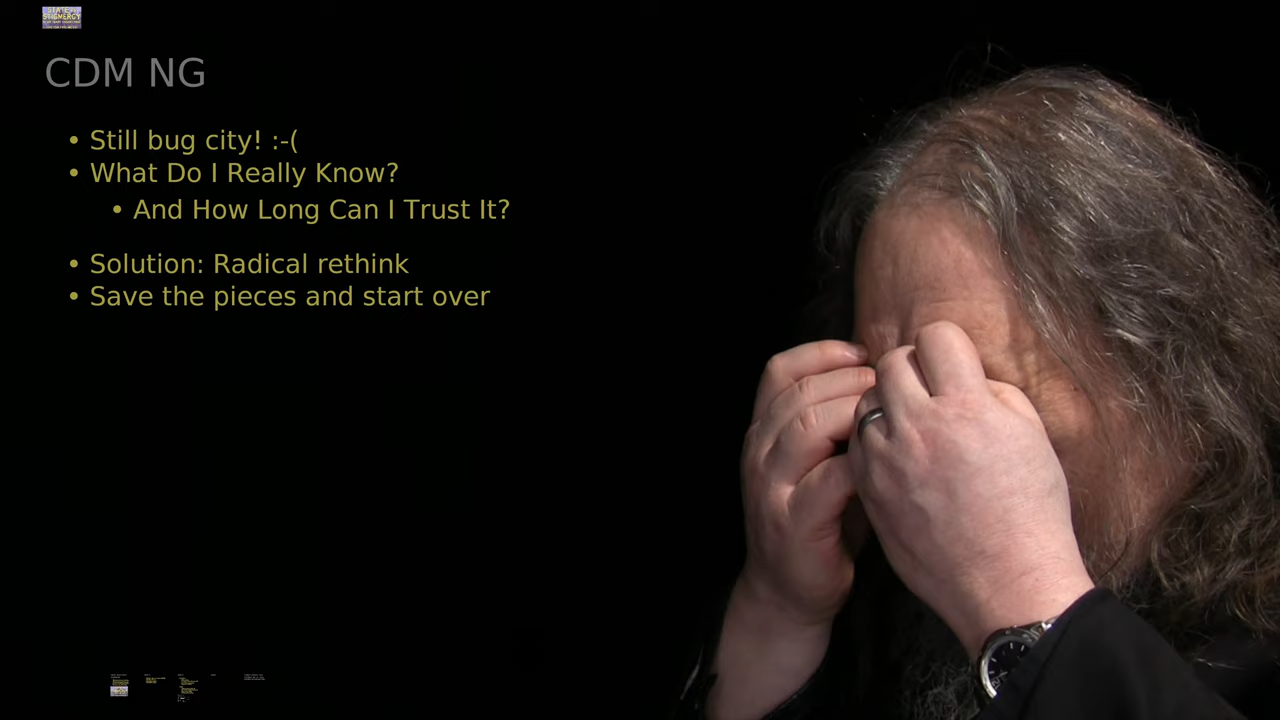 CDM NG
• Still bug city! :-(
• What Do I Really Know?
• And How Long Can I Trust It?
• Solution: Radical rethink
• Save the pieces and start over